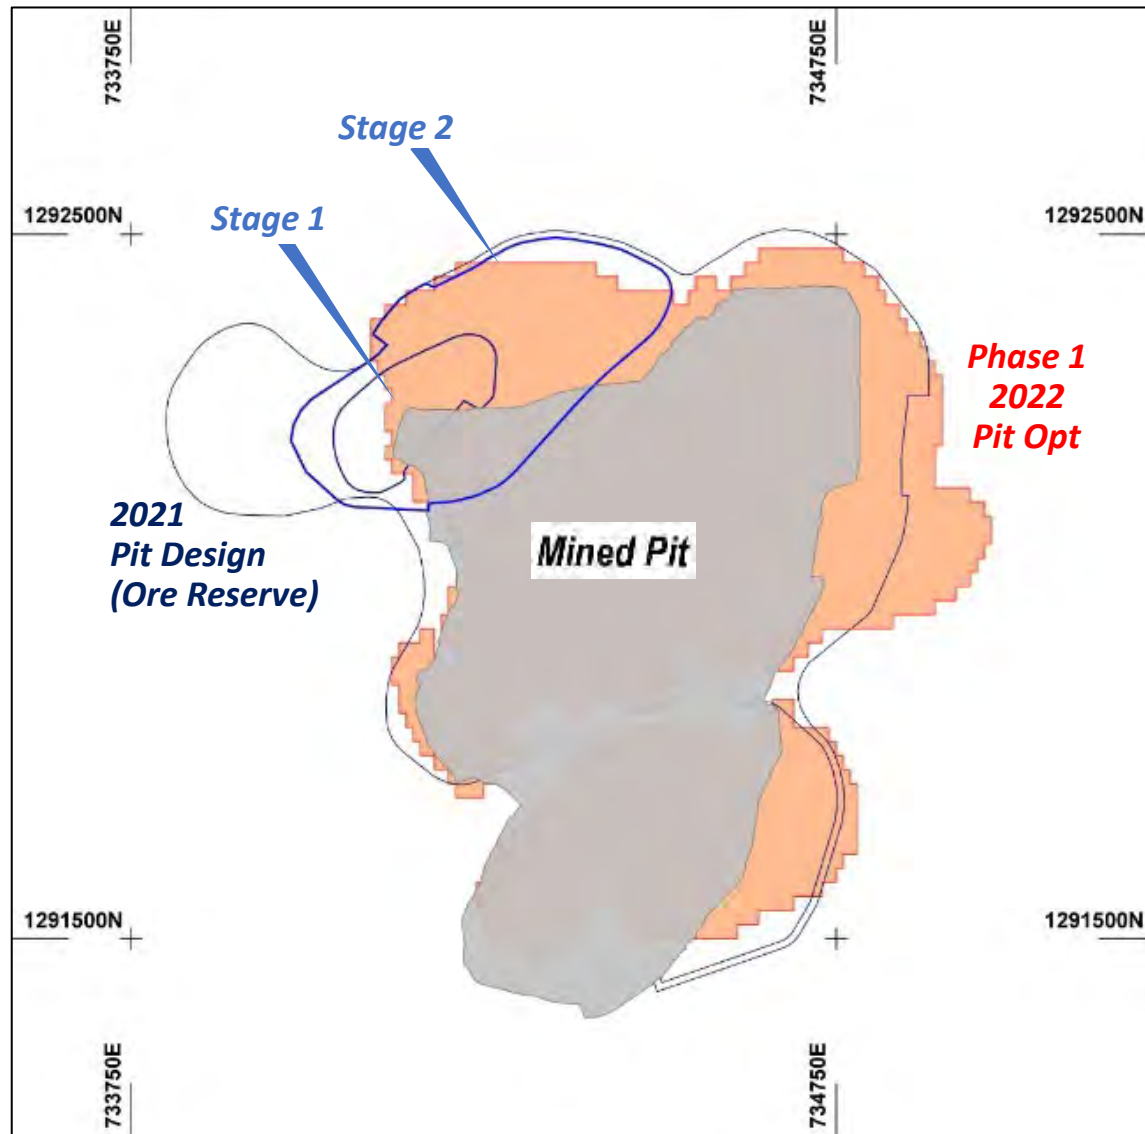 733750E
734750E
Stage 2
1292500N
Stage 1
1292500N
Phase 1
2022
Pit Opt
2021
Pit Design
(Ore Reserve)
Mined Pit
1291500N
1291500N
733750E
734750E